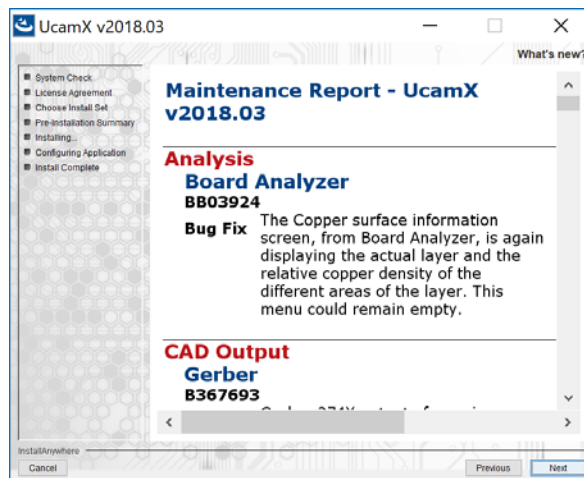 UcamX v2018.03
What's new?
System Check
License Agreement
Choose Install Set
Pre-Installation Summary
Installing...
Configuring Application
Install Complete
Maintenance Report - UcamX
v2018.03
Analysis
Board Analyzer
BB03924
Bug Fix
The Copper surface information
screen, from Board Analyzer, is again
displaying the actual layer and the
relative copper density of the
different areas of the layer. This
menu could remain empty.
CAD Output
Gerber
B367693
InstallAnywhere
Cancel
Previous
Next